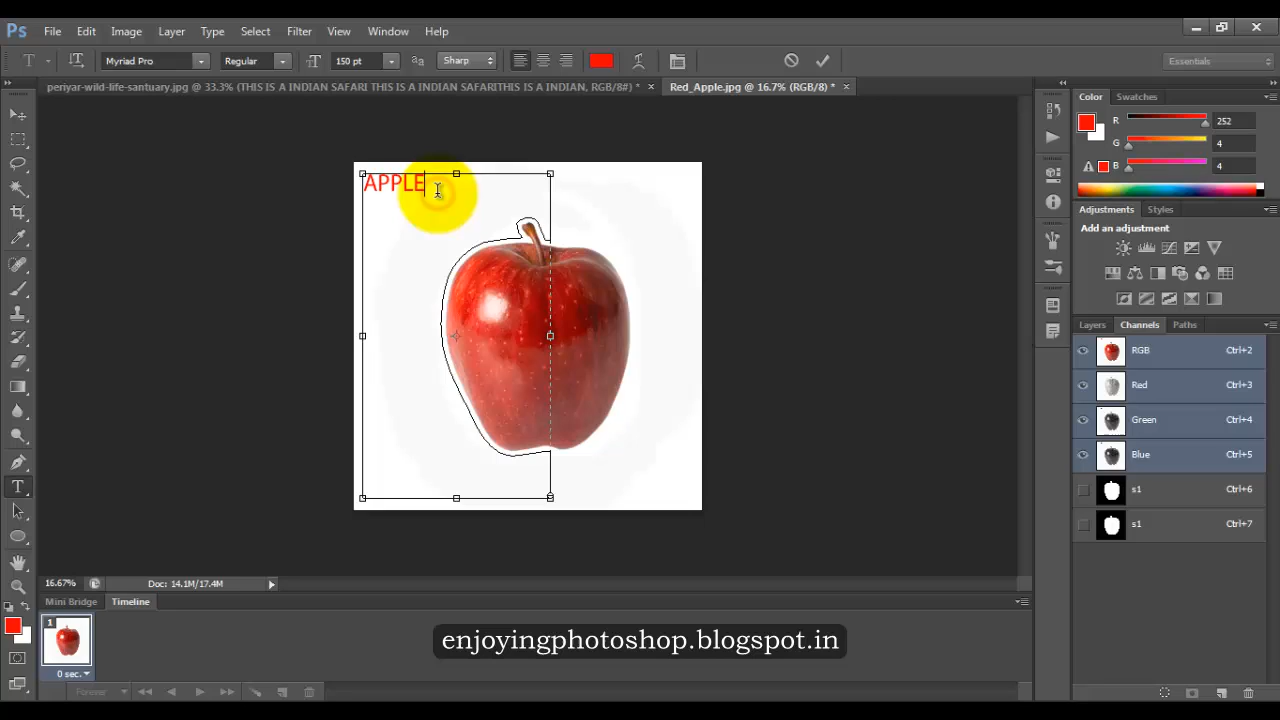 Ps File Edit Image Layer Type Select Filter View Window Help
T Myriad Pro Regular 150 pt Sharp Essentials
periyar-wild-life-santuary.jpg @ 33.3% (THIS IS A INDIAN SAFARI THIS IS A INDIAN SAFARITHIS IS A INDIAN, RGB/8#) * Red_Apple.jpg @ 16.7% (RGB/8) *
Color Swatches
R 252
G 4
B 4
APPLE
Adjustments Styles
Add an adjustment
Layers Channels Paths
RGB Ctrl+2
Red Ctrl+3
Green Ctrl+4
Blue Ctrl+5
s1 Ctrl+6
s1 Ctrl+7
16.67% Doc: 14.1M/17.4M
Mini Bridge Timeline
1
0 sec.
Forever
enjoyingphotoshop.blogspot.in